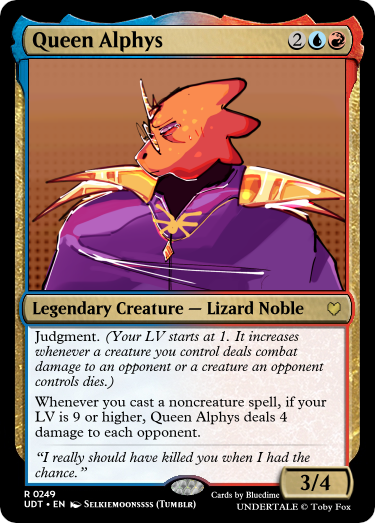 Queen Alphys 2
Legendary Creature — Lizard Noble
Judgment. (Your LV starts at 1. It increases
whenever a creature you control deals combat
damage to an opponent or a creature an opponent
controls dies.)
Whenever you cast a noncreature spell, if your
LV is 9 or higher, Queen Alphys deals 4
damage to each opponent.
“I really should have killed you when I had the
chance.”
3/4
R 0249
UDT • EN Selkiemoonssss (Tumblr)
Cards by Bluedime
UNDERTALE © Toby Fox